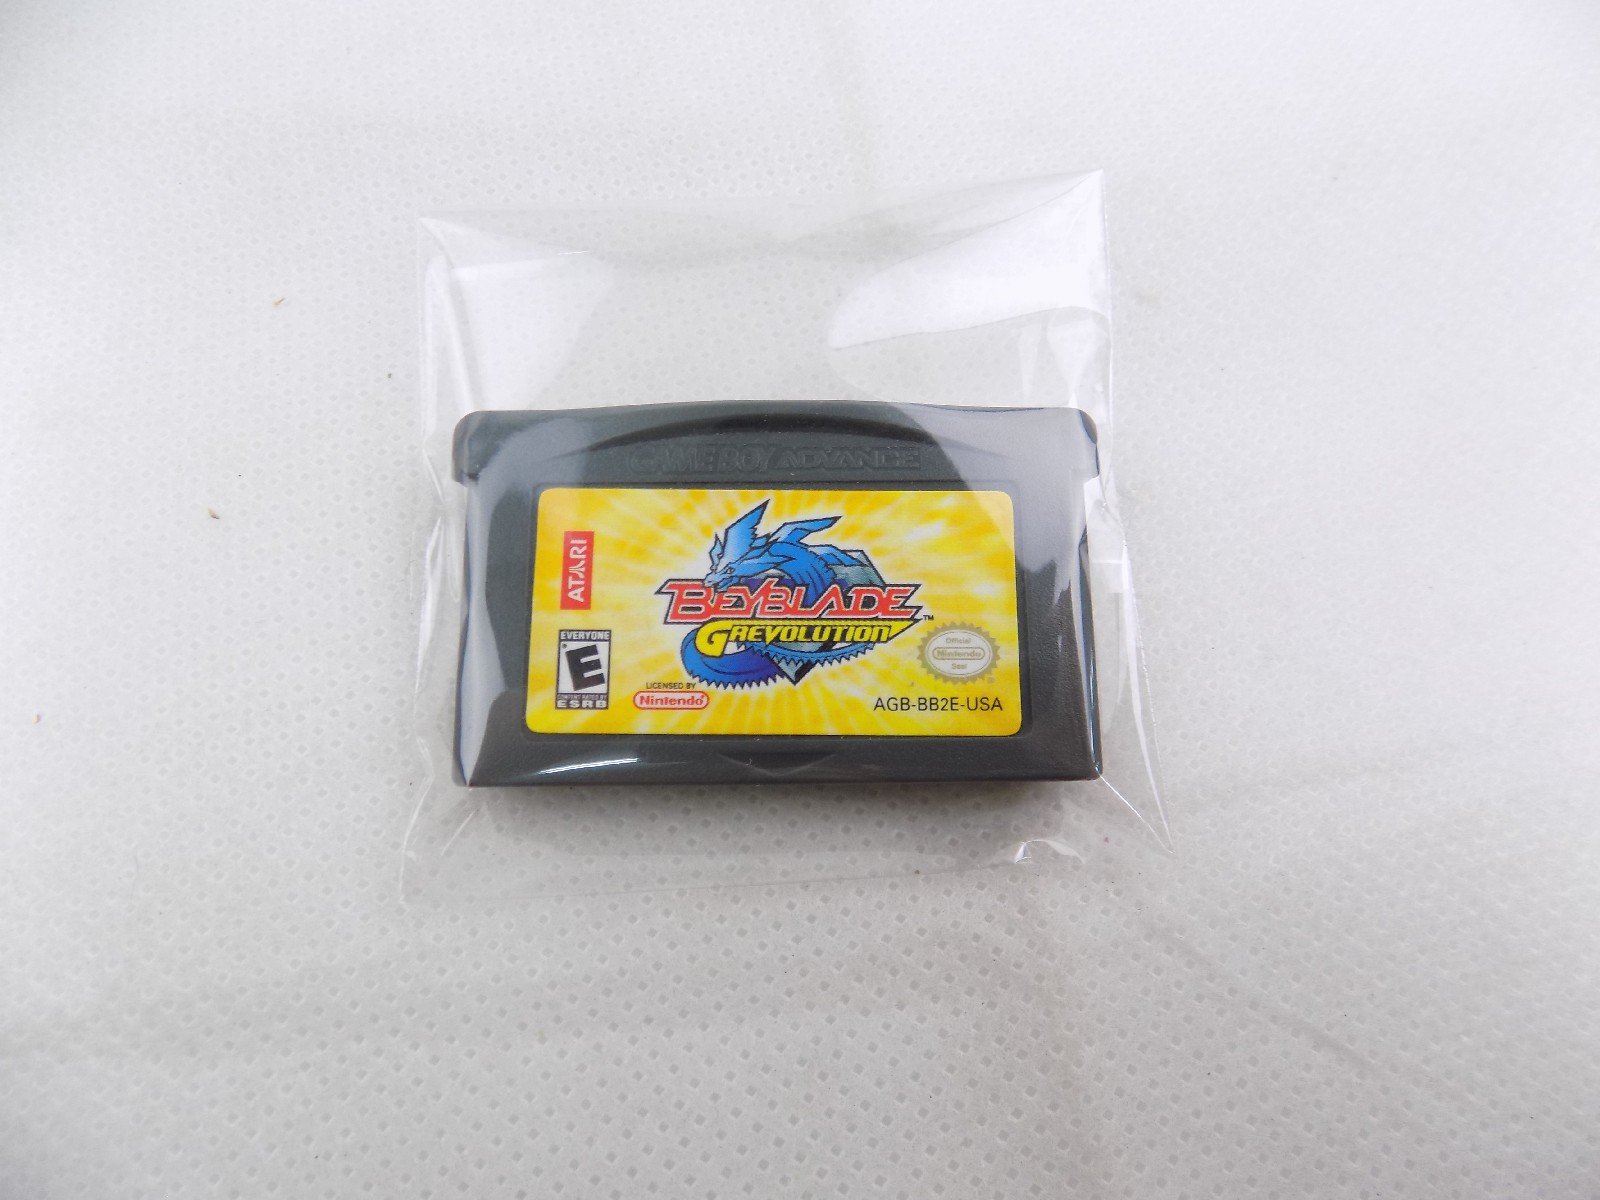 GAME BOY ADVANCE
ATARI
BEYBLADE™
GREVOLUTION
EVERYONE
E
CONTENT RATED BY
ESRB
LICENSED BY
Nintendo
Official
Nintendo
Seal
AGB-BB2E-USA